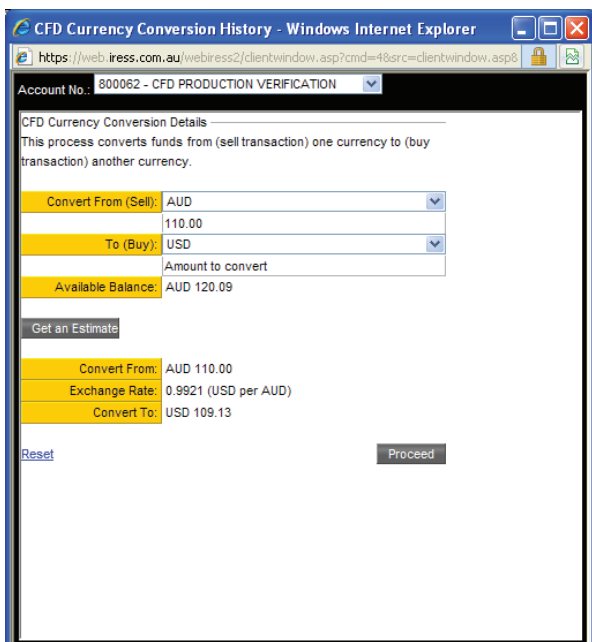 CFD Currency Conversion History - Windows Internet Explorer
https://web.iress.com.au/webiress2/clientwindow.asp?cmd=4&src=clientwindow.asp&
Account No.: 800062 - CFD PRODUCTION VERIFICATION
CFD Currency Conversion Details
This process converts funds from (sell transaction) one currency to (buy
transaction) another currency.
Convert From (Sell): AUD
110.00
To (Buy): USD
Amount to convert
Available Balance: AUD 120.09
Get an Estimate
Convert From: AUD 110.00
Exchange Rate: 0.9921 (USD per AUD)
Convert To: USD 109.13
Reset Proceed